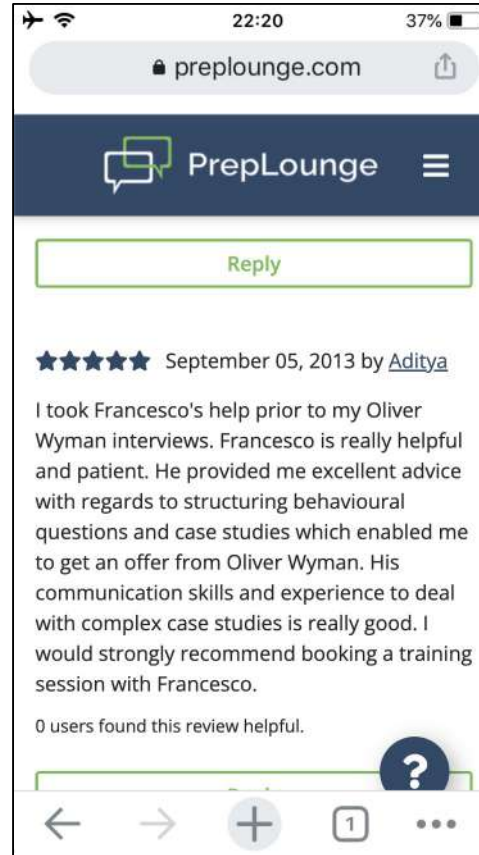 22:20
37%
preplounge.com
PrepLounge
Reply
September 05, 2013 by Aditya
I took Francesco's help prior to my Oliver
Wyman interviews. Francesco is really helpful
and patient. He provided me excellent advice
with regards to structuring behavioural
questions and case studies which enabled me
to get an offer from Oliver Wyman. His
communication skills and experience to deal
with complex case studies is really good. I
would strongly recommend booking a training
session with Francesco.
0 users found this review helpful.
?
1